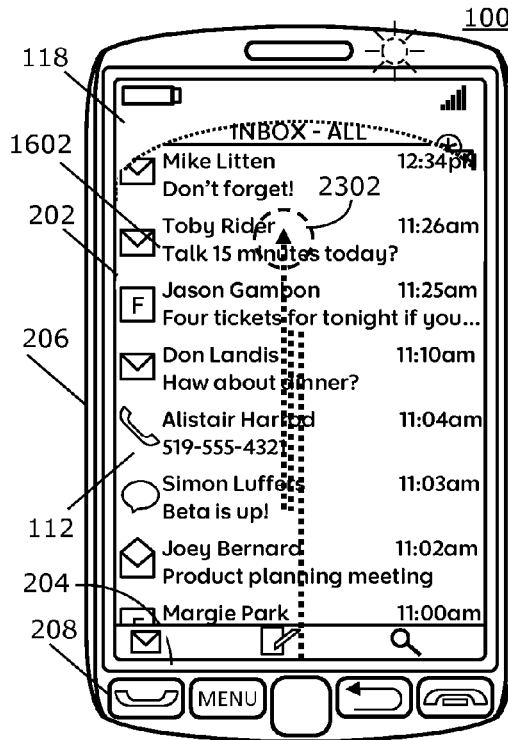 100
118
INBOX - ALL
1602
Mike Litten 12:34pm
Don't forget!
2302
202
Toby Rider 11:26am
Talk 15 minutes today?
Jason Gambon 11:25am
F
Four tickets for tonight if you...
206
Don Landis 11:10am
Haw about dinner?
Alistair Harrod 11:04am
519-555-4321
Simon Luffers 11:03am
112
Beta is up!
Joey Bernard 11:02am
204
Product planning meeting
Margie Park 11:00am
F
208
MENU